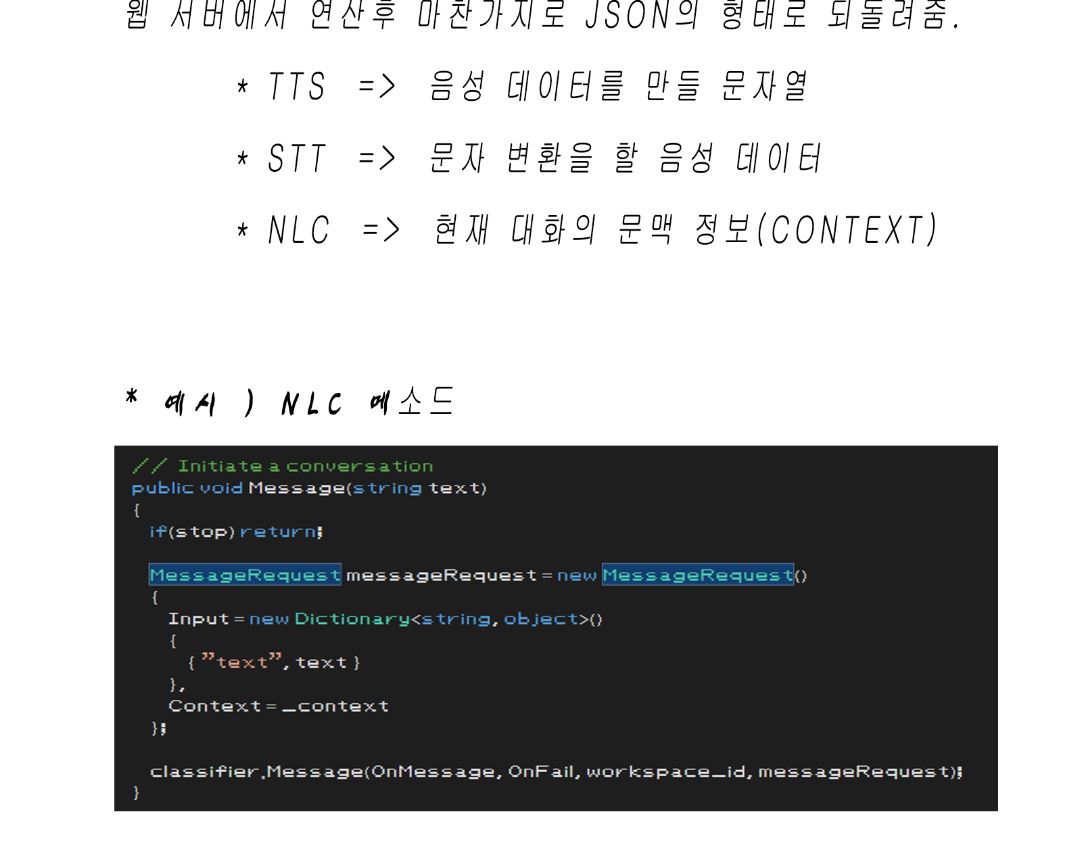 웹 서버에서 연산후 마찬가지로 JSON의 형태로 되돌려줌.
* TTS => 음성 데이터를 만들 문자열
* STT => 문자 변환을 할 음성 데이터
* NLC => 현재 대화의 문맥 정보(CONTEXT)
* 예시 ) NLC 메소드
// Initiate a conversation
public void Message(string text)
{
if(stop) return;
MessageRequest messageRequest = new MessageRequest()
{
Input = new Dictionary<string, object>()
{
{ ”text”, text }
},
Context = _context
};
classifier.Message(OnMessage, OnFail, workspace_id, messageRequest);
}